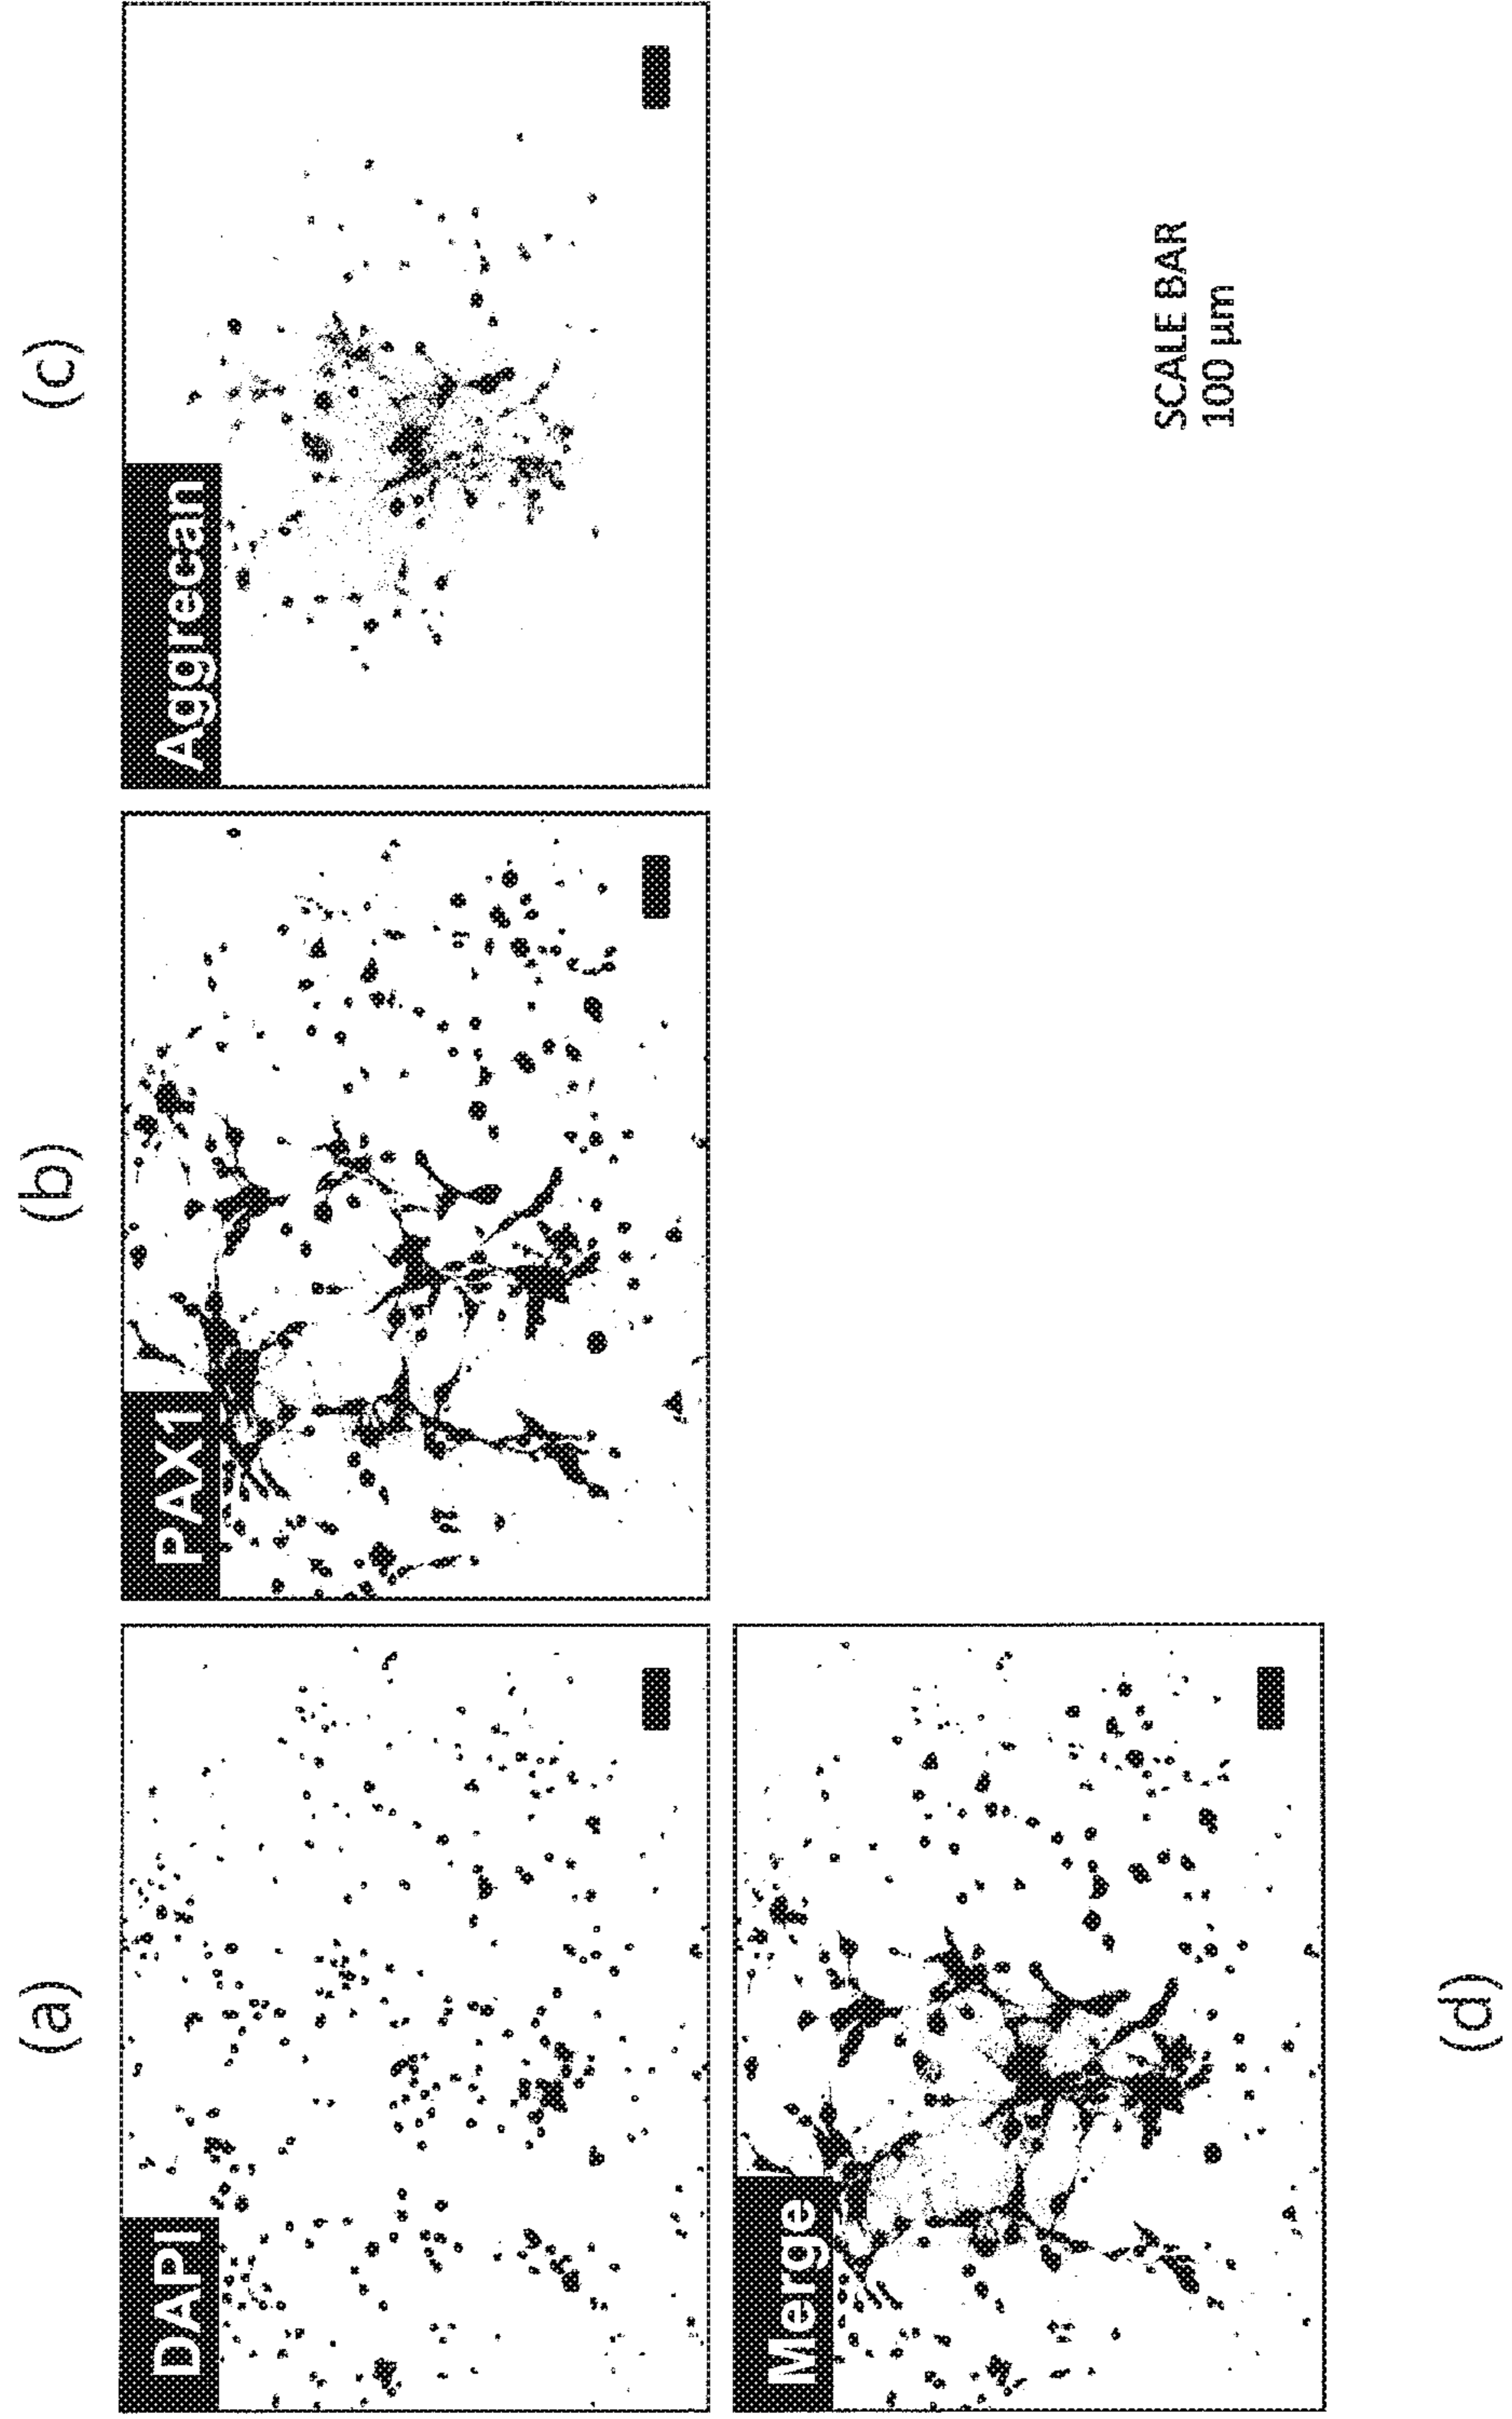 (a)
(b)
(c)
DAPI
PAX1
Aggrecan
Merge
SCALE BAR
100 µm
(d)